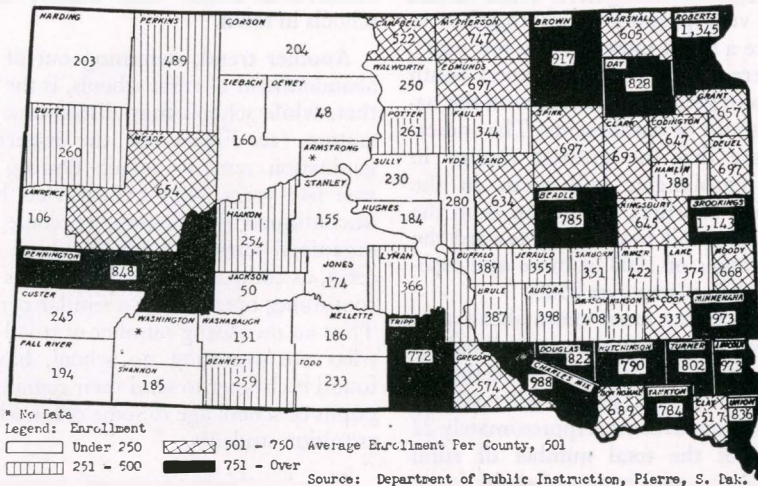 HARDING
203
PERKINS
489
CORSON
204
CAMPBELL
522
McPHERSON
747
BROWN
917
MARSHALL
605
ROBERTS
1,345
DAY
828
WALWORTH
250
EDMUNDS
697
GRANT
657
ZIEBACH
160
DEWEY
48
BUTTE
260
MEADE
654
ARMSTRONG
*
POTTER
261
FAULK
344
SPINK
697
CLARK
693
CODINGTON
647
DEUEL
697
HAMLIN
388
SULLY
230
HYDE
280
HAND
634
STANLEY
155
HUGHES
184
BEADLE
785
KINGSBURY
645
BROOKINGS
1,143
LAWRENCE
106
HAAKON
254
PENNINGTON
848
JACKSON
50
JONES
174
LYMAN
366
BUFFALO
387
JERAULD
355
SANBORN
351
MINER
422
LAKE
375
MOODY
668
CUSTER
245
WASHINGTON
*
WASHABAUGH
131
MELLETTE
186
TRIPP
772
BRULE
387
AURORA
398
DAVISON
408
HANSON
330
McCOOK
533
MINNEHAHA
973
FALL RIVER
194
SHANNON
185
BENNETT
259
TODD
233
GREGORY
574
CHARLES MIX
988
DOUGLAS
822
HUTCHINSON
790
TURNER
802
LINCOLN
973
BON HOMME
689
YANKTON
784
CLAY
517
UNION
836
* No Data
Legend: Enrollment
Under 250
501 - 750
Average Enrollment Per County, 501
251 - 500
751 - Over
Source: Department of Public Instruction, Pierre, S. Dak.